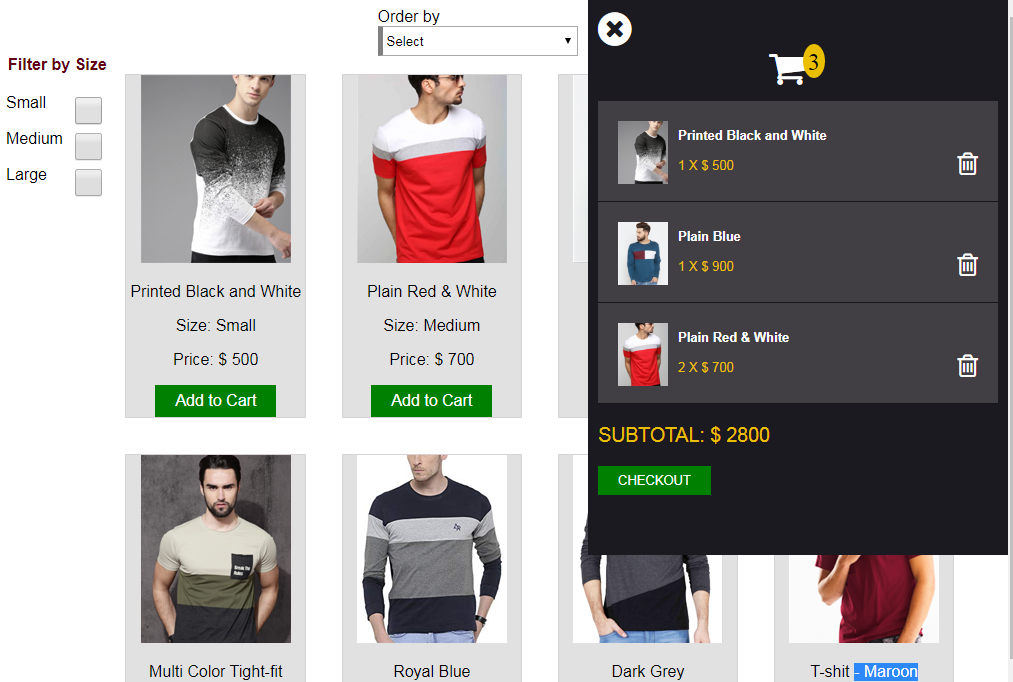 Order by
Select
Filter by Size
Small
Medium
Large
3
Printed Black and White
1 X $ 500
Plain Blue
1 X $ 900
Plain Red & White
2 X $ 700
SUBTOTAL: $ 2800
CHECKOUT
Printed Black and White
Size: Small
Price: $ 500
Add to Cart
Plain Red & White
Size: Medium
Price: $ 700
Add to Cart
Break The
Rules
Multi Color Tight-fit
Royal Blue
Dark Grey
T-shit - Maroon